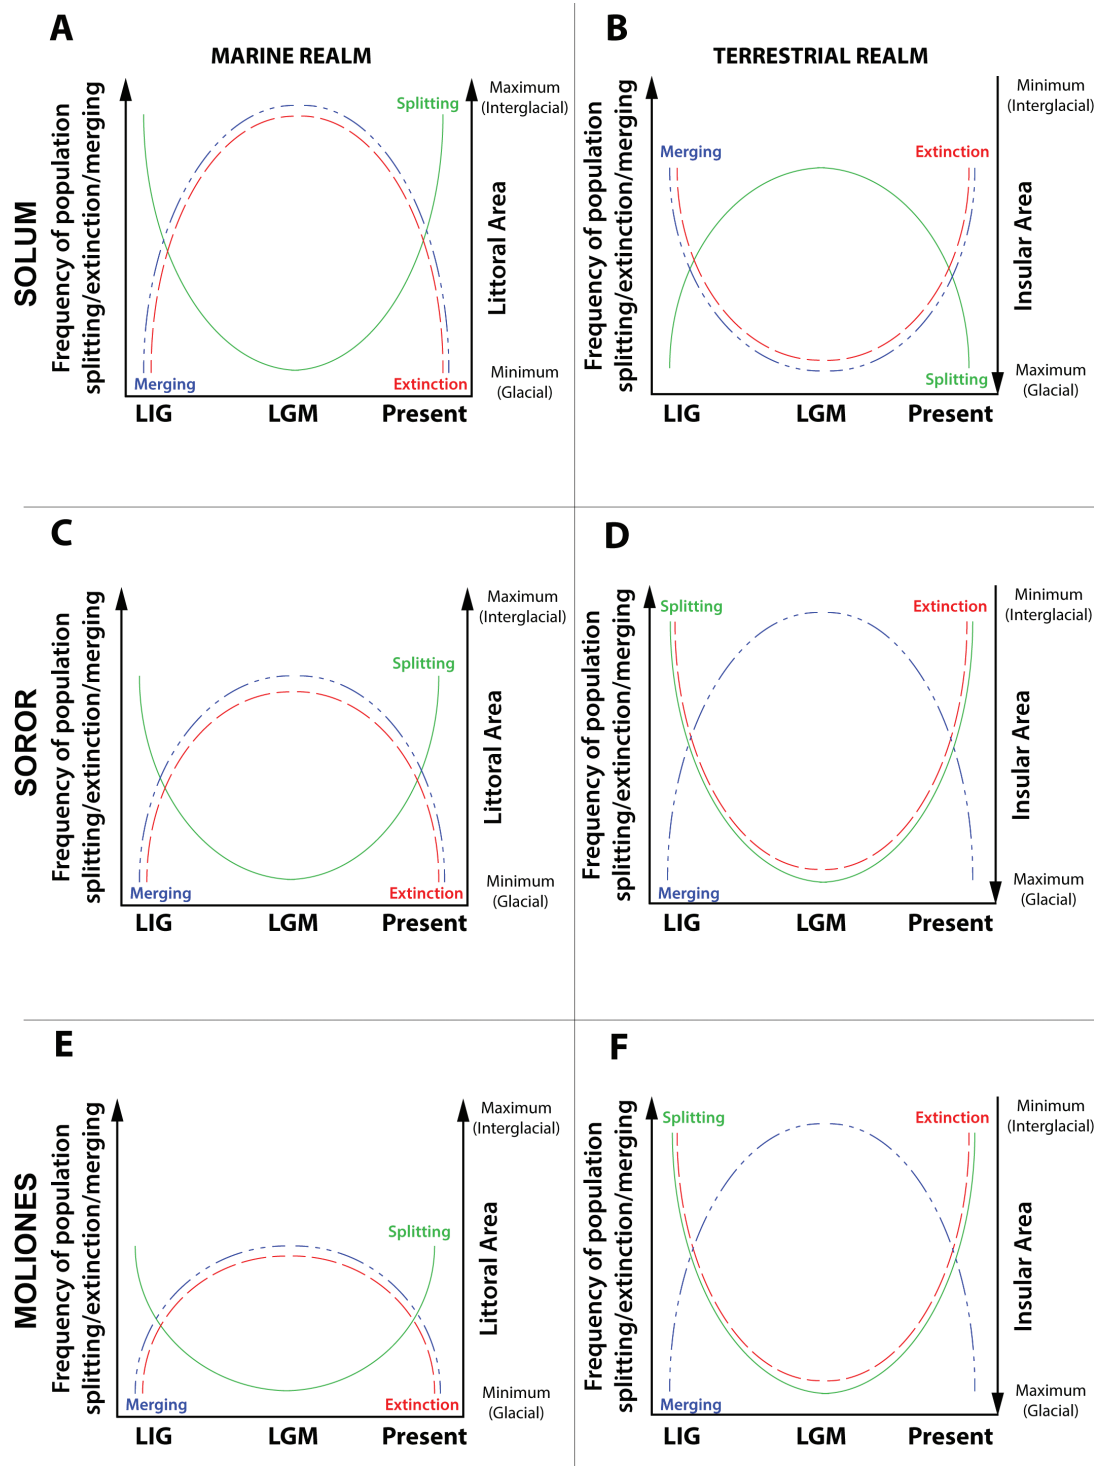 A
MARINE REALM
SOLUM
Frequency of population
splitting/extinction/merging
Splitting
Merging
Extinction
Littoral Area
Maximum
(Interglacial)
Minimum
(Glacial)
LIG
LGM
Present
B
TERRESTRIAL REALM
Frequency of population
splitting/extinction/merging
Merging
Extinction
Splitting
Insular Area
Minimum
(Interglacial)
Maximum
(Glacial)
LIG
LGM
Present
C
SOROR
Frequency of population
splitting/extinction/merging
Splitting
Merging
Extinction
Littoral Area
Maximum
(Interglacial)
Minimum
(Glacial)
LIG
LGM
Present
D
Frequency of population
splitting/extinction/merging
Splitting
Extinction
Merging
Insular Area
Minimum
(Interglacial)
Maximum
(Glacial)
LIG
LGM
Present
E
MOLIONES
Frequency of population
splitting/extinction/merging
Splitting
Merging
Extinction
Littoral Area
Maximum
(Interglacial)
Minimum
(Glacial)
LIG
LGM
Present
F
Frequency of population
splitting/extinction/merging
Splitting
Extinction
Merging
Insular Area
Minimum
(Interglacial)
Maximum
(Glacial)
LIG
LGM
Present